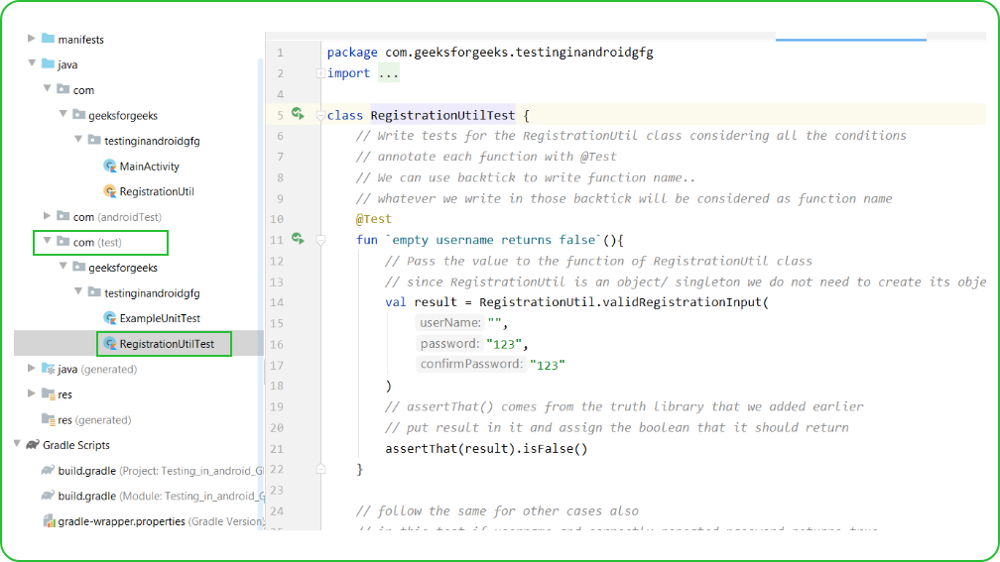 manifests
java
com
geeksforgeeks
testinginandroidgfg
MainActivity
RegistrationUtil
com (androidTest)
com (test)
geeksforgeeks
testinginandroidgfg
ExampleUnitTest
RegistrationUtilTest
java (generated)
res
res (generated)
Gradle Scripts
build.gradle (Project: Testing_in_android_G
build.gradle (Module: Testing_in_android_G
gradle-wrapper.properties (Gradle Version)
1 package com.geeksforgeeks.testinginandroidgfg
2 import ...
4
5 class RegistrationUtilTest {
6 // Write tests for the RegistrationUtil class considering all the conditions
7 // annotate each function with @Test
8 // We can use backtick to write function name..
9 // whatever we write in those backtick will be considered as function name
10 @Test
11 fun `empty username returns false`(){
12 // Pass the value to the function of RegistrationUtil class
13 // since RegistrationUtil is an object/ singleton we do not need to create its obje
14 val result = RegistrationUtil.validRegistrationInput(
15 userName: "",
16 password: "123",
17 confirmPassword: "123"
18 )
19 // assertThat() comes from the truth library that we added earlier
20 // put result in it and assign the boolean that it should return
21 assertThat(result).isFalse()
22 }
23
24 // follow the same for other cases also